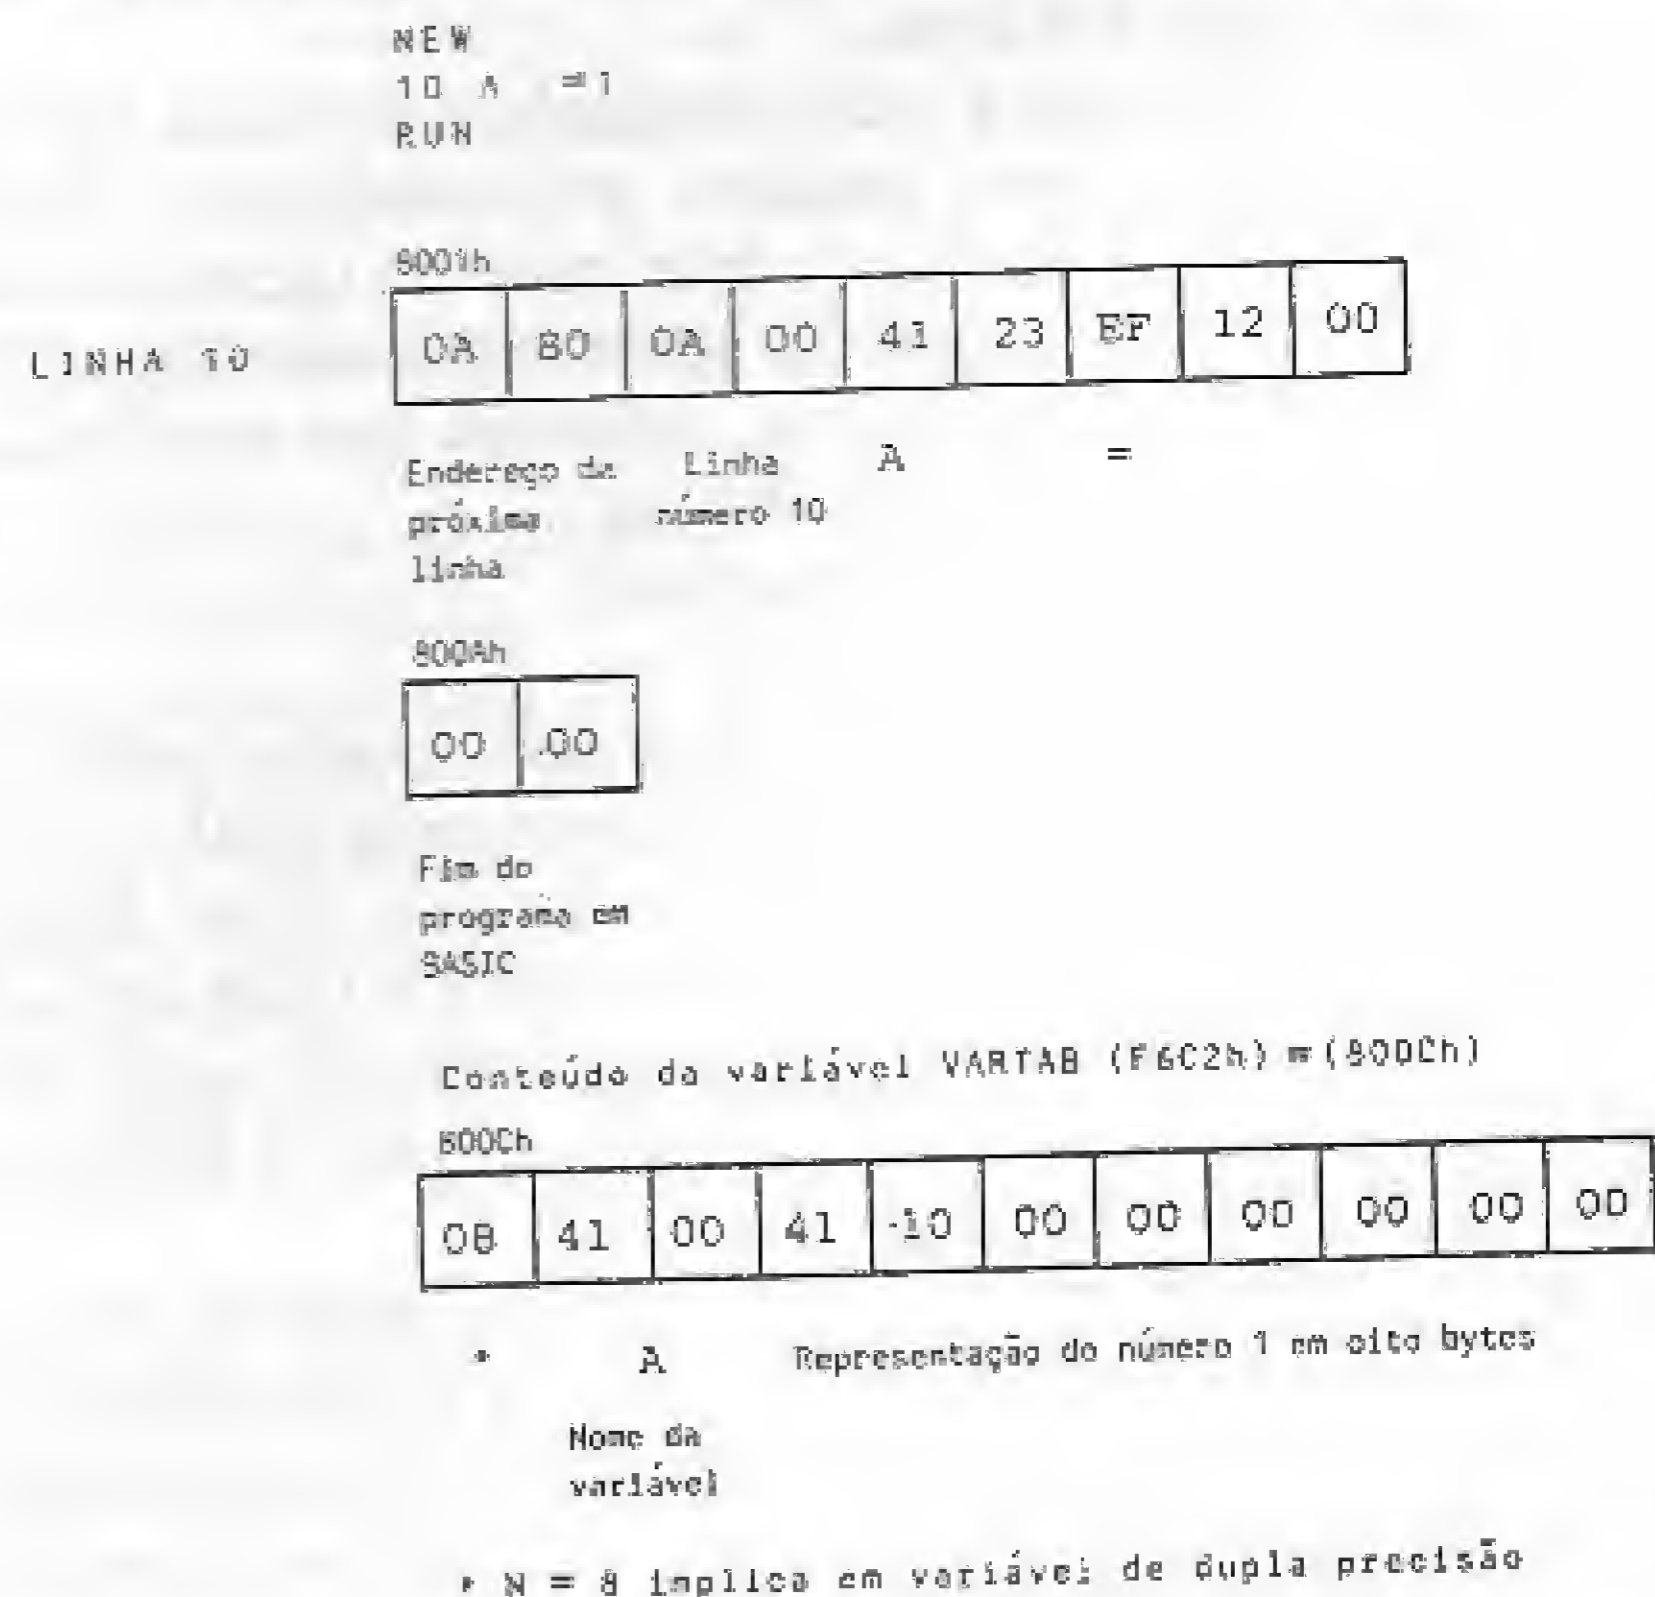 NEW
10 A =1
RUN
8001h
LINHA 10
0A 80 0A 00 41 23 EF 12 00
Endereço da Linha A =
próxima número 10
linha
800Ah
00 00
Fim do
programa em
BASIC
Conteúdo da variável VARTAB (F6C2h) = (800Ch)
800Ch
08 41 00 41 10 00 00 00 00 00 00
* A Representação do número 1 em oito bytes
Nome da
variável
* N = 8 implica em variável de dupla precisão